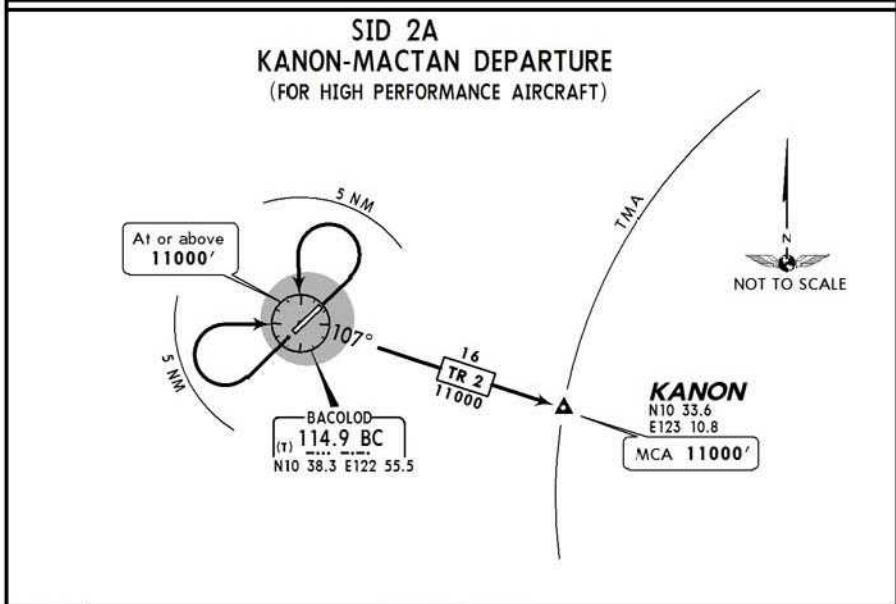 SID 2A
KANON-MACTAN DEPARTURE
(FOR HIGH PERFORMANCE AIRCRAFT)
5 NM
TMA
At or above
11000'
N
NOT TO SCALE
5 NM
107°
16
TR 2
11000
KANON
N10 33.6
E123 10.8
MCA 11000'
BACOLOD
(T) 114.9 BC
N10 38.3 E122 55.5